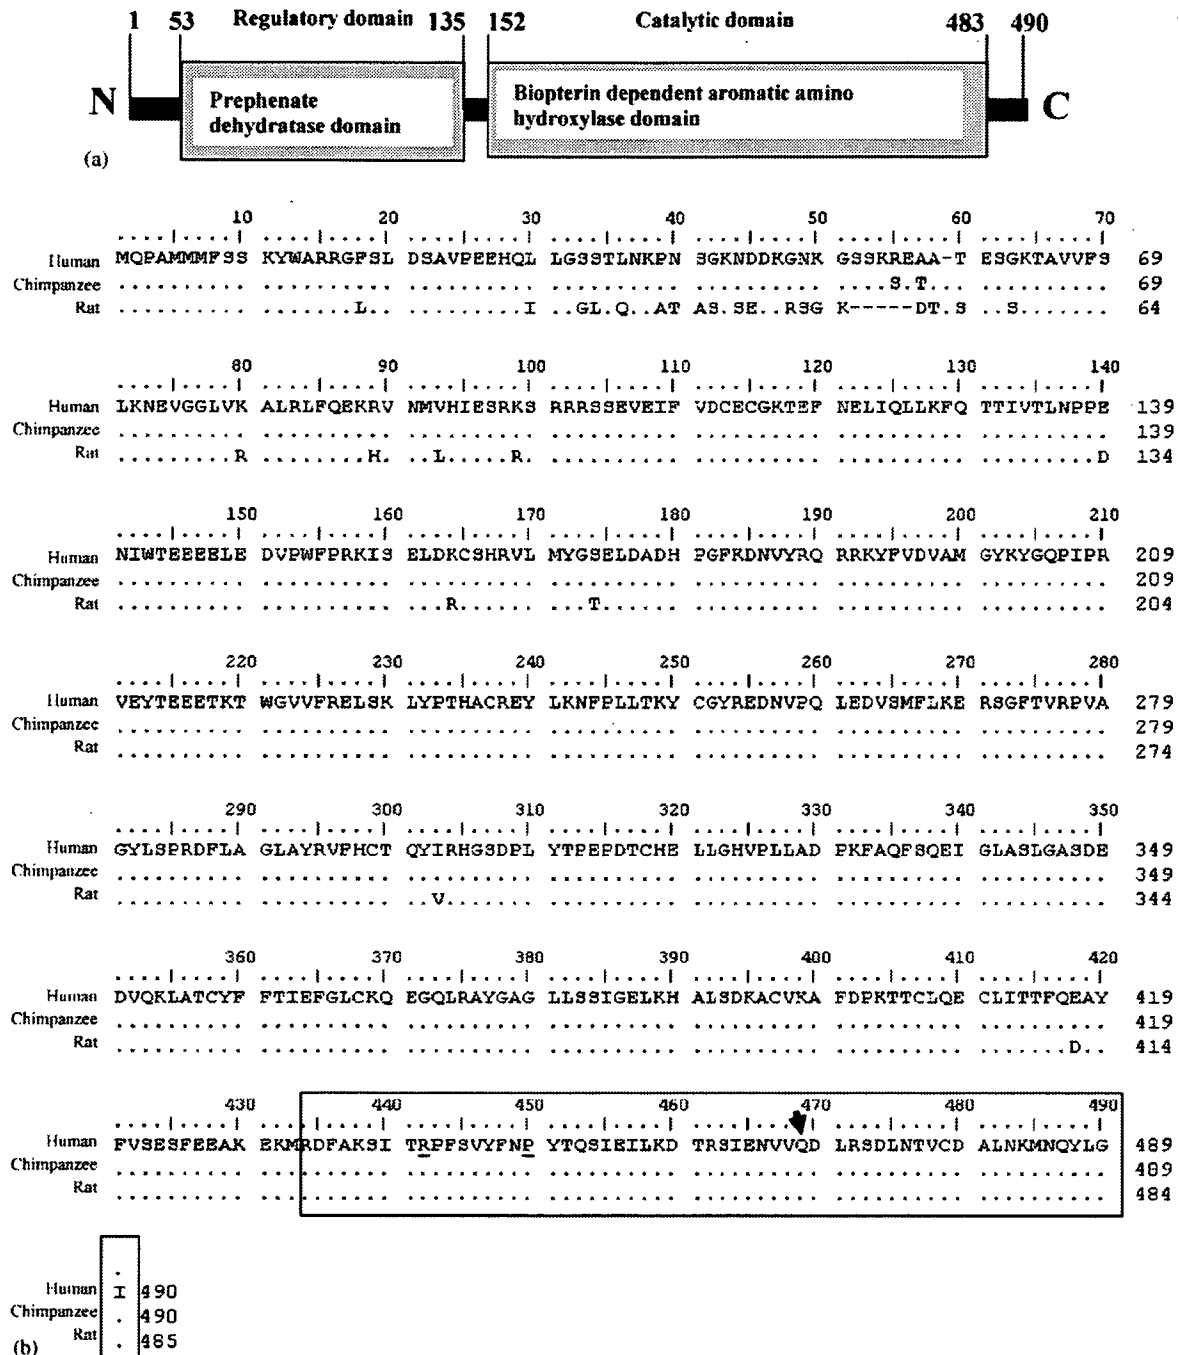 1 53 Regulatory domain 135 152 Catalytic domain 483 490
N Prephenate dehydratase domain Biopterin dependent aromatic amino hydroxylase domain C
(a)
10 20 30 40 50 60 70
Human MQPAMMMFSS KYWARRGFSL DSAVPEEHQL LGSSTLNKPN SGKNDDKGNK GSSKREAA-T ESGKTAVVFS 69
Chimpanzee .......... .......... .......... .......... .......... ....S.T... .......... 69
Rat .......... .......L.. .........I ..GL.Q..AT AS.SE..RSG K-----DT.S ..S....... 64
80 90 100 110 120 130 140
Human LKNEVGGLVK ALRLFQEKRV NMVHIESRKS RRRSSEVEIF VDCECGKTEF NELIQLLKFQ TTIVTLNPPE 139
Chimpanzee .......... .......... .......... .......... .......... .......... .......... 139
Rat .........R ........H. ..L.....R. .......... .......... .......... .........D 134
150 160 170 180 190 200 210
Human NIWTEEEELE DVPWFPRKIS ELDKCSHRVL MYGSELDADH PGFKDNVYRQ RRKYFVDVAM GYKYGQPIPR 209
Chimpanzee .......... .......... .......... .......... .......... .......... .......... 209
Rat .......... .......... ...R...... ...T...... .......... .......... .......... 204
220 230 240 250 260 270 280
Human VEYTEEETKT WGVVFRELSK LYPTHACREY LKNFPLLTKY CGYREDNVPQ LEDVSMFLKE RSGFTVRPVA 279
Chimpanzee .......... .......... .......... .......... .......... .......... .......... 279
Rat .......... .......... .......... .......... .......... .......... .......... 274
290 300 310 320 330 340 350
Human GYLSPRDFLA GLAYRVFHCT QYIRHGSDPL YTPEPDTCHE LLGHVPLLAD PKFAQFSQEI GLASLGASDE 349
Chimpanzee .......... .......... .......... .......... .......... .......... .......... 349
Rat .......... .......... ..V....... .......... .......... .......... .......... 344
360 370 380 390 400 410 420
Human DVQKLATCYF FTIEFGLCKQ EGQLRAYGAG LLSSIGELKH ALSDKACVKA FDPKTTCLQE CLITTFQEAY 419
Chimpanzee .......... .......... .......... .......... .......... .......... .......... 419
Rat .......... .......... .......... .......... .......... .......... .......D.. 414
430 440 450 460 470 480 490
Human FVSESFEEAK EKMRDFAKSI TRPFSVYFNP YTQSIEILKD TRSIENVVQD LRSDLNTVCD ALNKMNQYLG 489
Chimpanzee .......... .......... .......... .......... .......... .......... .......... 489
Rat .......... .......... .......... .......... .......... .......... .......... 484
Human I 490
Chimpanzee . 490
Rat . 485
(b)